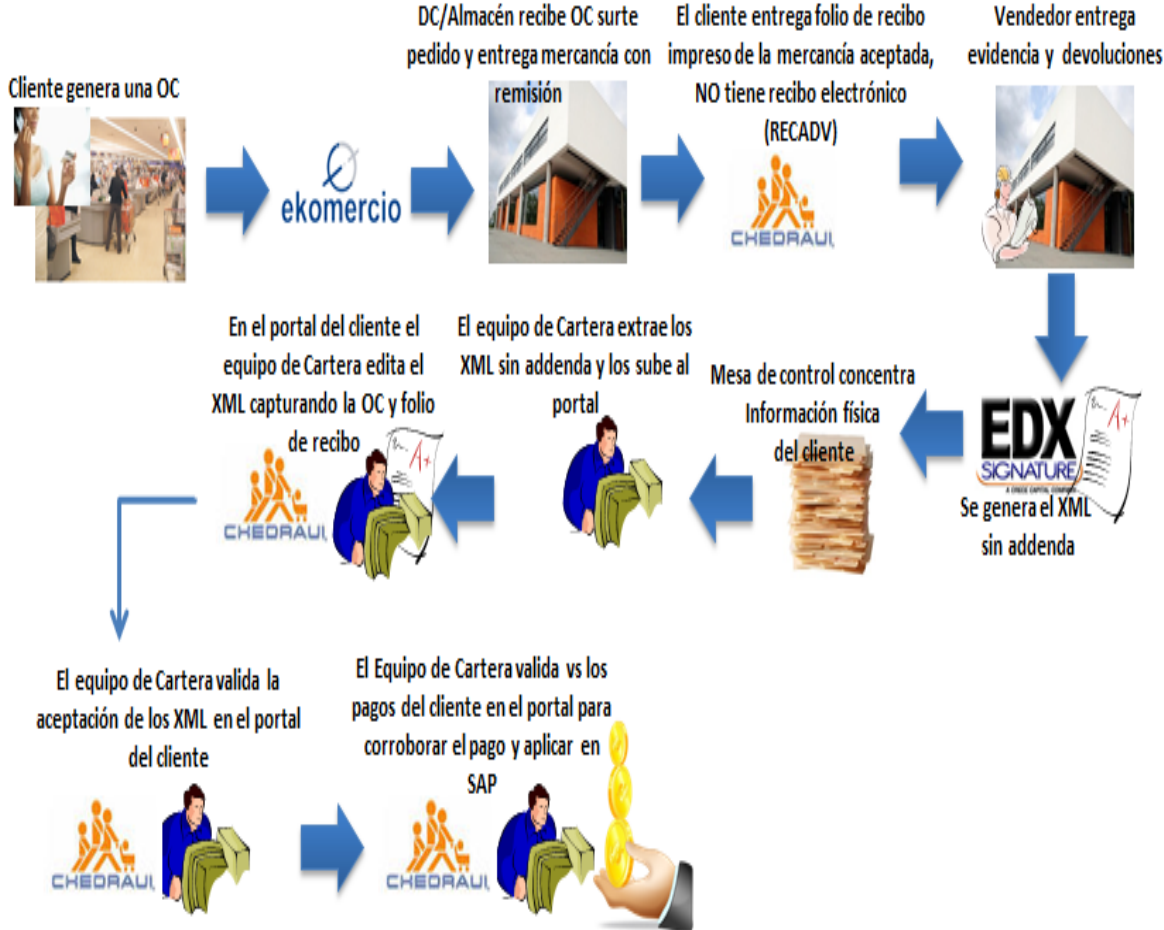 Cliente genera una OC
ekomercio
DC/Almacén recibe OC surte
pedido y entrega mercancía con
remisión
El cliente entrega folio de recibo
impreso de la mercancía aceptada,
NO tiene recibo electrónico
(RECADV)
CHEDRAUI
Vendedor entrega
evidencia y devoluciones
EDX
SIGNATURE
A CRECE CAPITAL COMPANY
A+
Se genera el XML
sin addenda
Mesa de control concentra
Información física
del cliente
El equipo de Cartera extrae los
XML sin addenda y los sube al
portal
En el portal del cliente el
equipo de Cartera edita el
XML capturando la OC y folio
de recibo
A+
CHEDRAUI
El equipo de Cartera valida la
aceptación de los XML en el portal
del cliente
CHEDRAUI
El Equipo de Cartera valida vs los
pagos del cliente en el portal para
corroborar el pago y aplicar en
SAP
CHEDRAUI